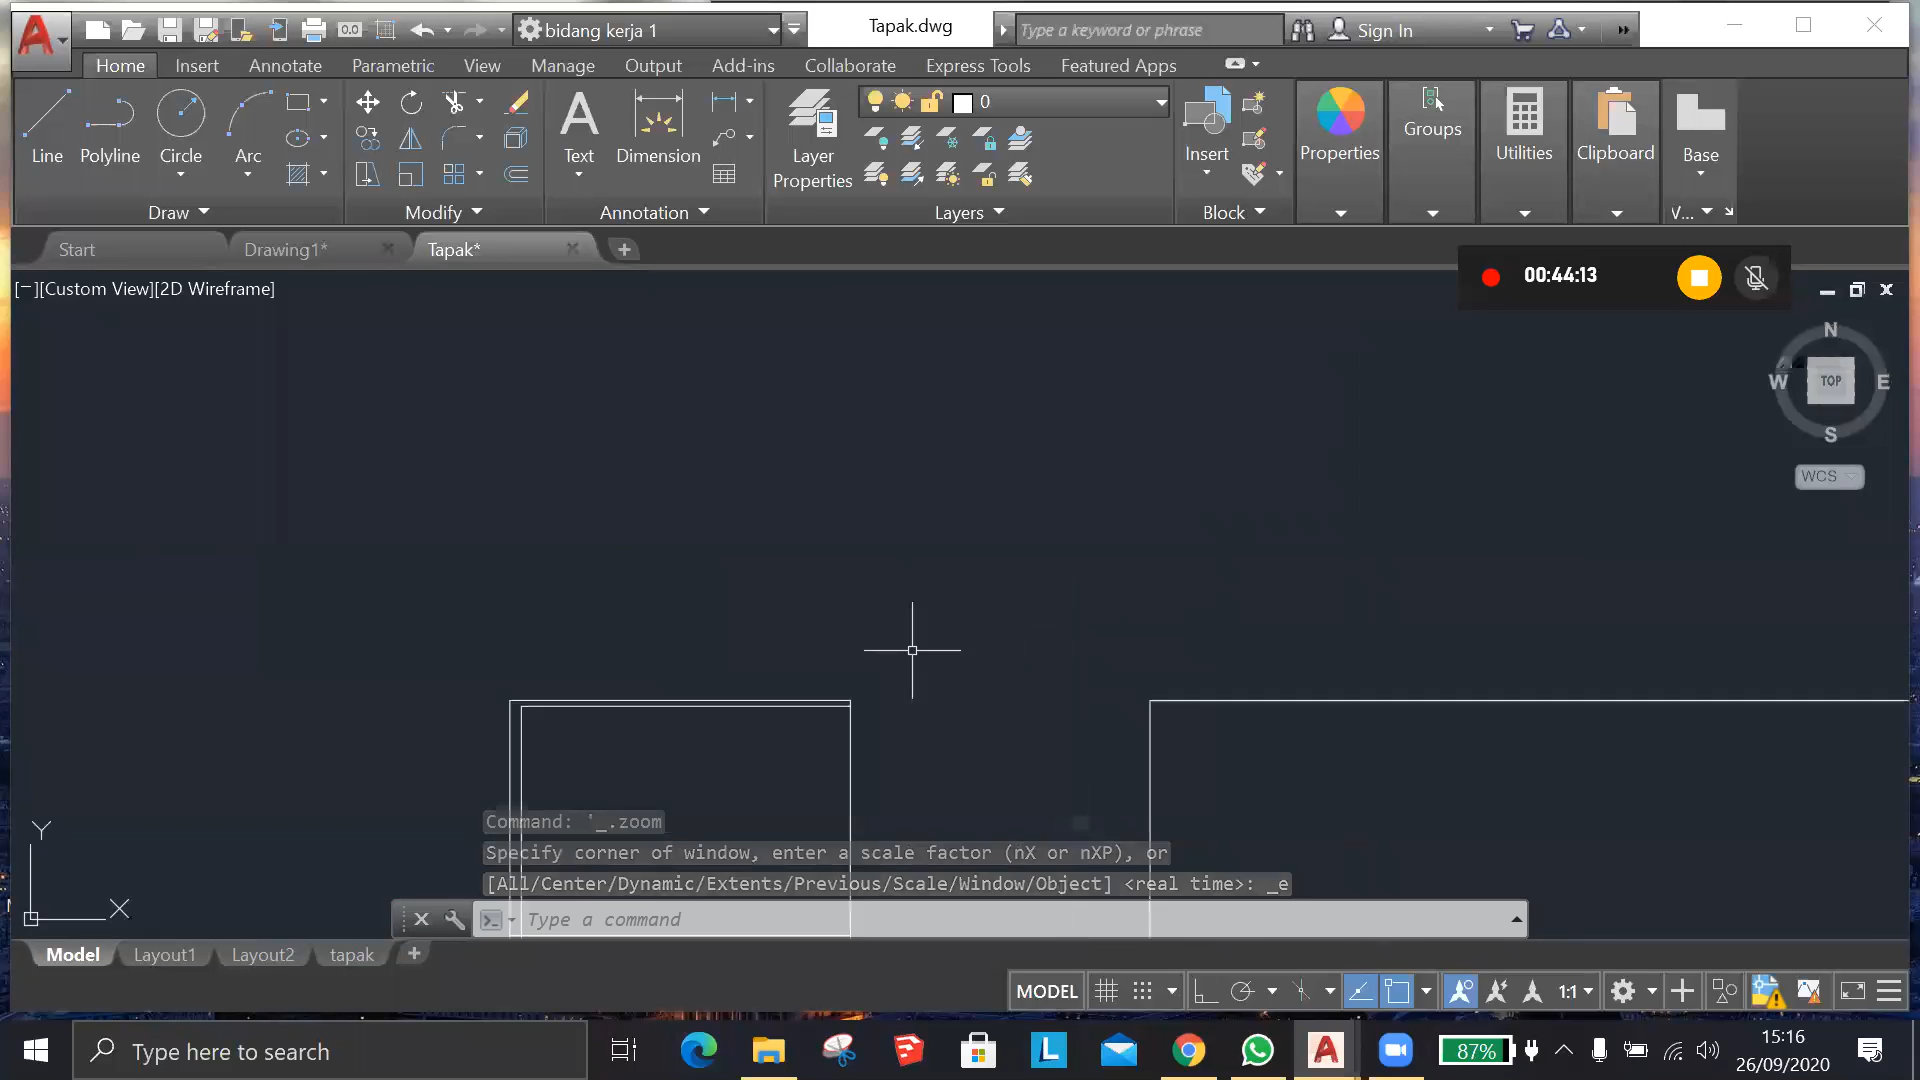 bidang kerja 1
Tapak.dwg
Type a keyword or phrase
Sign In
Home Insert Annotate Parametric View Manage Output Add-ins Collaborate Express Tools Featured Apps
0
Line Polyline Circle Arc
Text Dimension
Layer Properties
Insert
Properties
Groups
Utilities
Clipboard
Base
Draw Modify Annotation Layers Block V...
Start Drawing1* Tapak*
[−][Custom View][2D Wireframe]
00:44:13
N
W TOP E
S
WCS
Y
X
Command: '_.zoom
Specify corner of window, enter a scale factor (nX or nXP), or
[All/Center/Dynamic/Extents/Previous/Scale/Window/Object] <real time>: _e
Type a command
Model Layout1 Layout2 tapak
MODEL 1:1
Type here to search
87%
15:16
26/09/2020